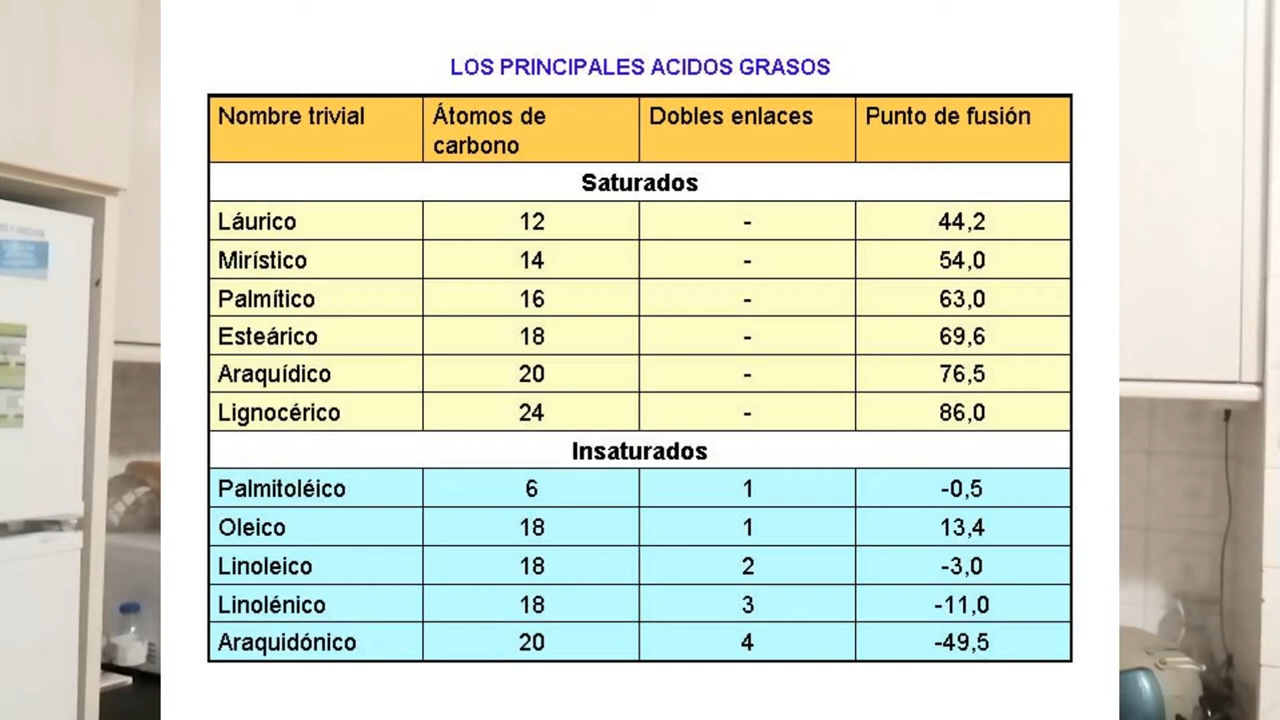 LOS PRINCIPALES ACIDOS GRASOS
Nombre trivial Átomos de carbono Dobles enlaces Punto de fusión
Saturados
Láurico 12 - 44,2
Mirístico 14 - 54,0
Palmítico 16 - 63,0
Esteárico 18 - 69,6
Araquídico 20 - 76,5
Lignocérico 24 - 86,0
Insaturados
Palmitoléico 6 1 -0,5
Oleico 18 1 13,4
Linoleico 18 2 -3,0
Linolénico 18 3 -11,0
Araquidónico 20 4 -49,5